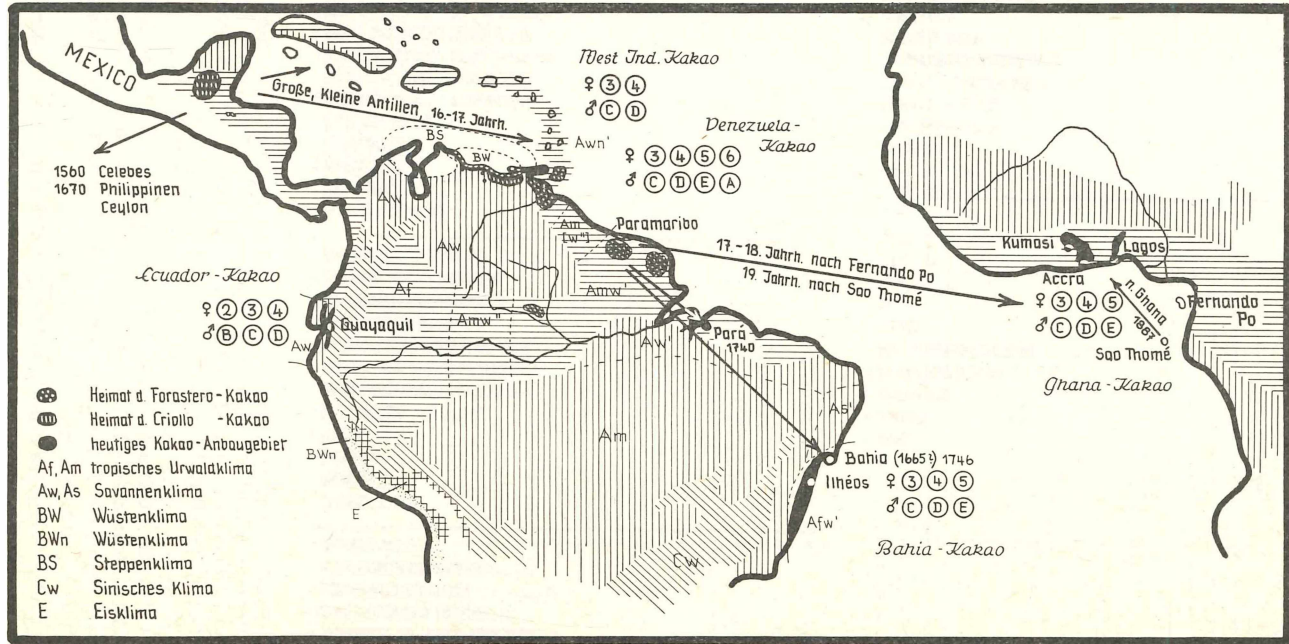 MEXICO
West Ind. Kakao
♀ ③ ④
♂ Ⓒ Ⓓ
Große, Kleine Antillen, 16.-17. Jahrh.
Venezuela-
Kakao
♀ ③ ④ ⑤ ⑥
♂ Ⓒ Ⓓ Ⓔ Ⓐ
1560 Celebes
1670 Philippinen
Ceylon
BS
BW
Awn'
Aw
Aw
Am
[w"]
Paramaribo
17.-18. Jahrh. nach Fernando Po
19. Jahrh. nach Sao Thomé
Kumasi
Lagos
Accra
♀ ③ ④ ⑤
♂ Ⓒ Ⓓ Ⓔ
n. Ghana
1887
Fernando
Po
Sao Thomé
Ghana-Kakao
Ecuador-Kakao
♀ ② ③ ④
♂ Ⓑ Ⓒ Ⓓ
Guayaquil
Aw
Af
Amw"
Amw'
Aw'
Pará
1740
Am
As'
BWn
E
Cw
Bahia (1665?) 1746
Ilhéos ♀ ③ ④ ⑤
♂ Ⓒ Ⓓ Ⓔ
Afw'
Bahia-Kakao
Heimat d. Forastero-Kakao
Heimat d. Criollo -Kakao
heutiges Kakao-Anbaugebiet
Af, Am tropisches Urwaldklima
Aw, As Savannenklima
BW Wüstenklima
BWn Wüstenklima
BS Steppenklima
Cw Sinisches Klima
E Eisklima